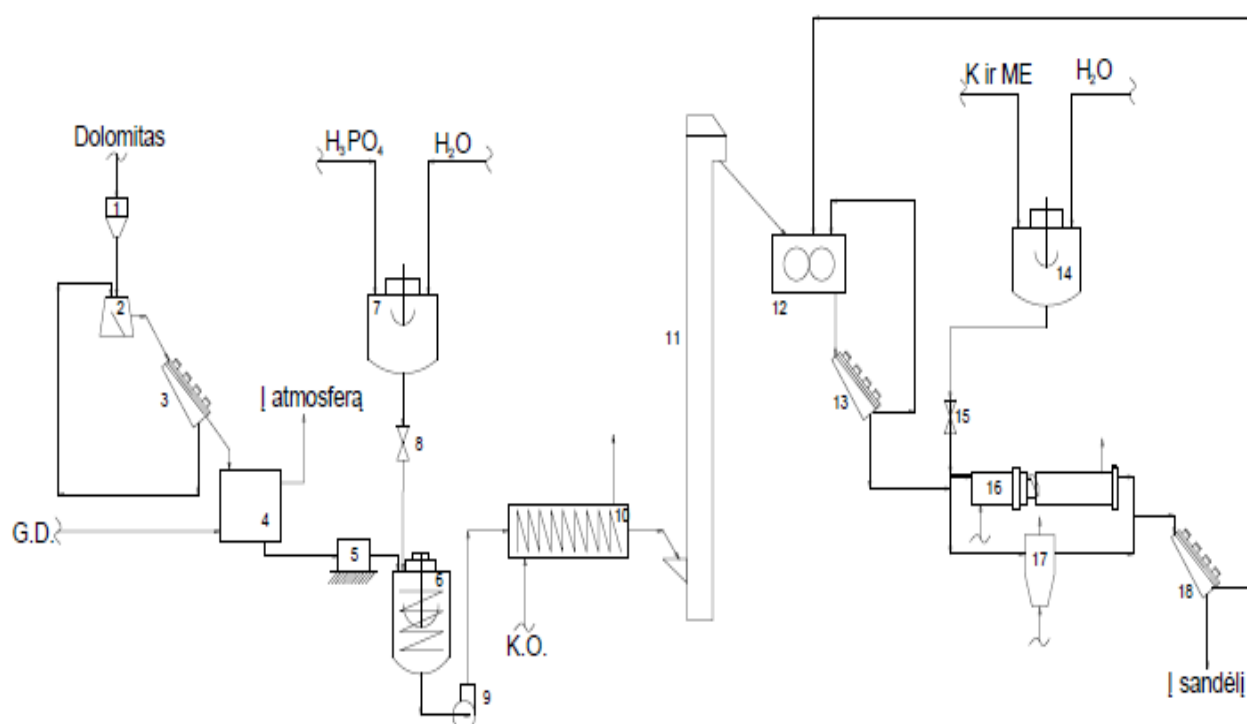 K ir ME
H₂O
Dolomitas
H₃PO₄
H₂O
1
2
7
14
12
11
3
13
Į atmosferą
8
15
16
10
4
G.D.
5
6
17
18
K.O.
9
Į sandėlį